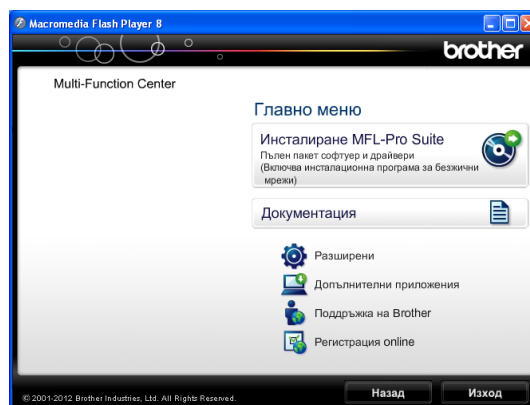 Macromedia Flash Player 8
brother
Multi-Function Center
Главно меню
Инсталиране MFL-Pro Suite
Пълен пакет софтуер и драйвери
(Включва инсталационна програма за безжични
мрежи)
Документация
Разширени
Допълнителни приложения
Поддръжка на Brother
Регистрация online
© 2001-2012 Brother Industries, Ltd. All Rights Reserved.
Назад
Изход